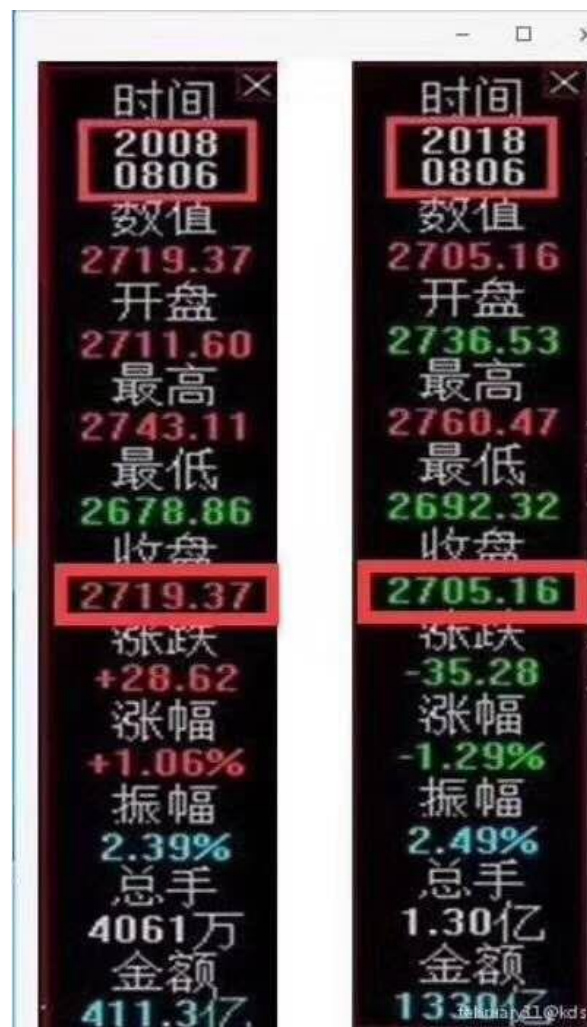 时间
2008
0806
数值
2719.37
开盘
2711.60
最高
2743.11
最低
2678.86
收盘
2719.37
涨跌
+28.62
涨幅
+1.06%
振幅
2.39%
总手
4061万
金额
411.3亿
时间
2018
0806
数值
2705.16
开盘
2736.53
最高
2760.47
最低
2692.32
收盘
2705.16
涨跌
-35.28
涨幅
-1.29%
振幅
2.49%
总手
1.30亿
金额
1330亿